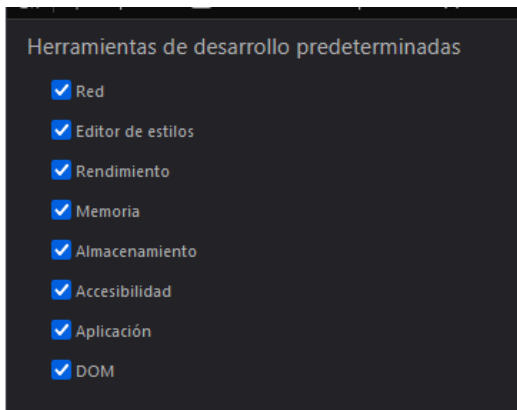 Herramientas de desarrollo predeterminadas
Red
Editor de estilos
Rendimiento
Memoria
Almacenamiento
Accesibilidad
Aplicación
DOM